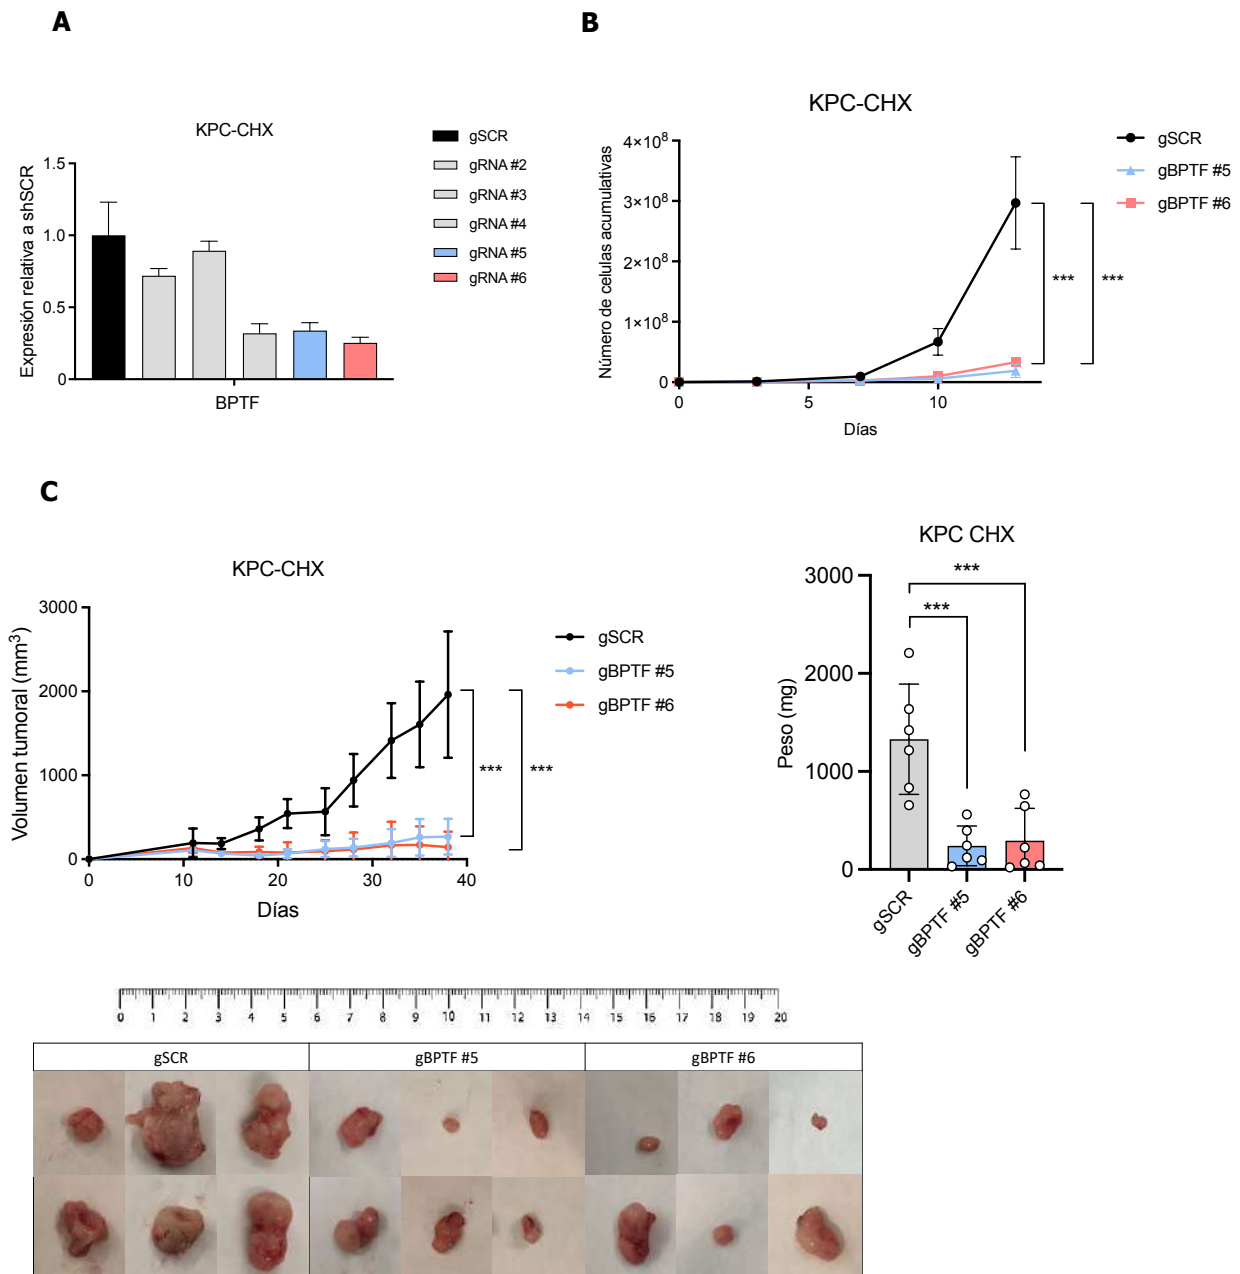 A
KPC-CHX
Expresión relativa a shSCR
1.5
1.0
0.5
0
BPTF
gSCR
gRNA #2
gRNA #3
gRNA #4
gRNA #5
gRNA #6
B
KPC-CHX
Número de celulas acumulativas
4×10⁸
3×10⁸
2×10⁸
1×10⁸
0
0 5 10
Días
gSCR
gBPTF #5
gBPTF #6
*** ***
C
KPC-CHX
Volumen tumoral (mm³)
3000
2000
1000
0
0 10 20 30 40
Días
gSCR
gBPTF #5
gBPTF #6
*** ***
KPC CHX
Peso (mg)
3000
2000
1000
0
***
***
gSCR
gBPTF #5
gBPTF #6
0 1 2 3 4 5 6 7 8 9 10 11 12 13 14 15 16 17 18 19 20
gSCR gBPTF #5 gBPTF #6